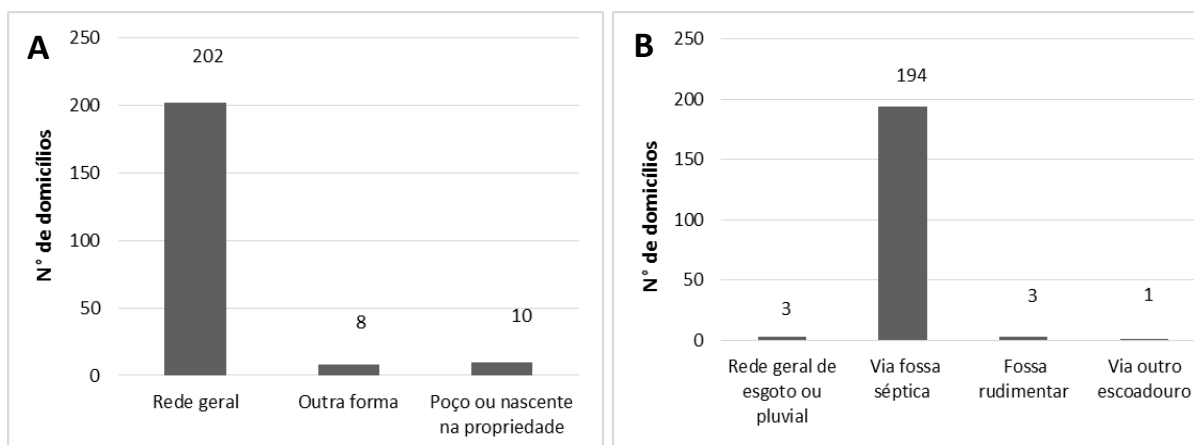 A
N° de domicílios
250
200
150
100
50
0
202
8
10
Rede geral
Outra forma
Poço ou nascente
na propriedade
B
N° de domicílios
250
200
150
100
50
0
3
194
3
1
Rede geral de
esgoto ou
pluvial
Via fossa
séptica
Fossa
rudimentar
Via outro
escoadouro